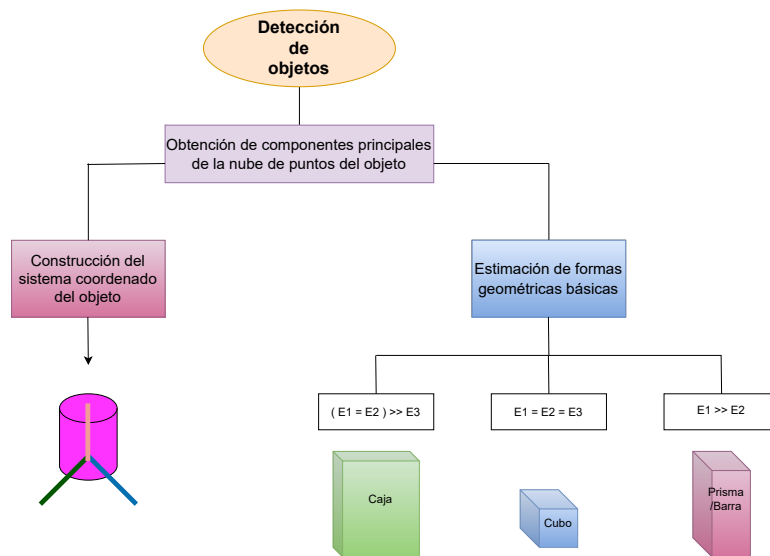 Detección
de
objetos
Obtención de componentes principales
de la nube de puntos del objeto
Construcción del
sistema coordenado
del objeto
Estimación de formas
geométricas básicas
( E1 = E2 ) >> E3
E1 = E2 = E3
E1 >> E2
Caja
Cubo
Prisma
/Barra